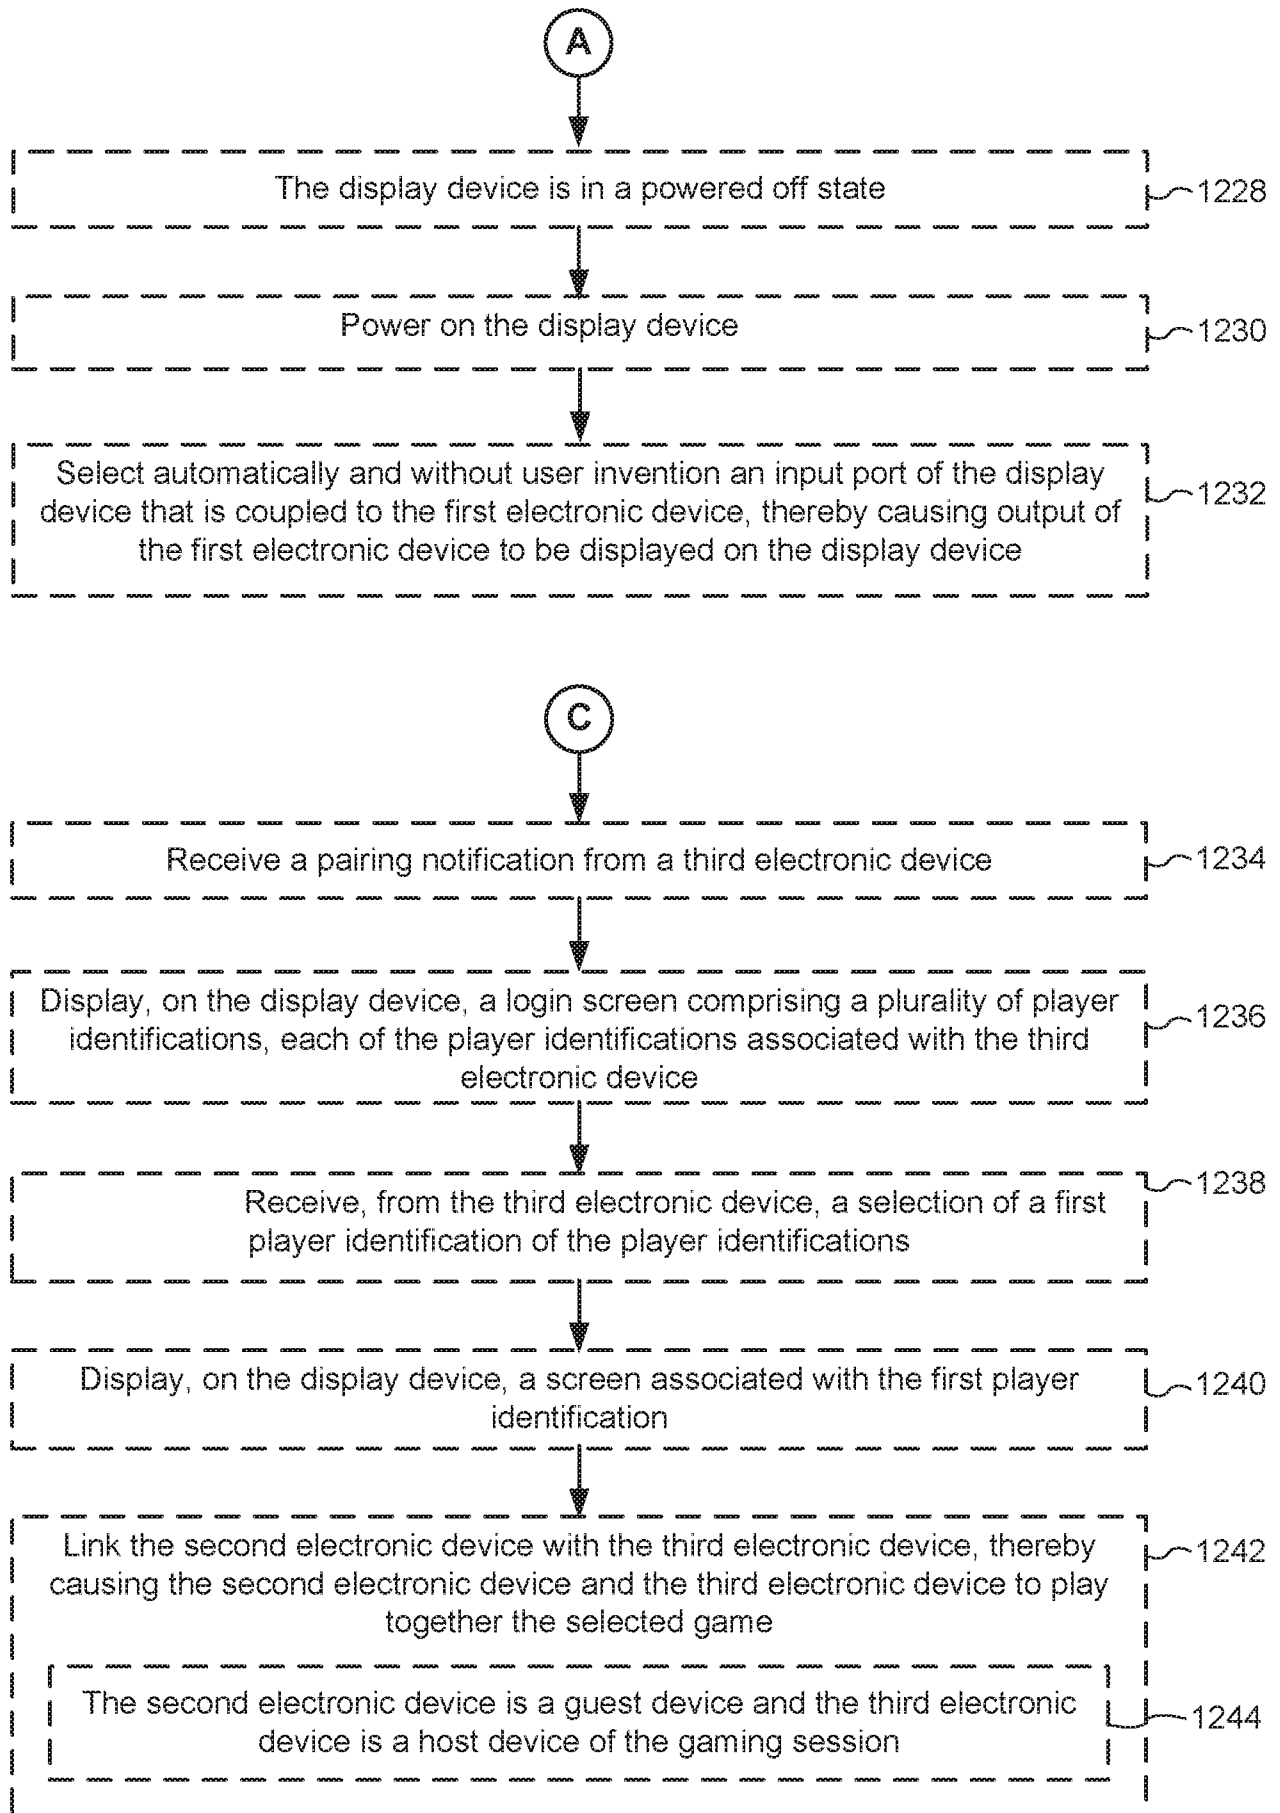 A
The display device is in a powered off state
1228
Power on the display device
1230
Select automatically and without user invention an input port of the display
device that is coupled to the first electronic device, thereby causing output of
the first electronic device to be displayed on the display device
1232
C
Receive a pairing notification from a third electronic device
1234
Display, on the display device, a login screen comprising a plurality of player
identifications, each of the player identifications associated with the third
electronic device
1236
Receive, from the third electronic device, a selection of a first
player identification of the player identifications
1238
Display, on the display device, a screen associated with the first player
identification
1240
Link the second electronic device with the third electronic device, thereby
causing the second electronic device and the third electronic device to play
together the selected game
1242
The second electronic device is a guest device and the third electronic
device is a host device of the gaming session
1244